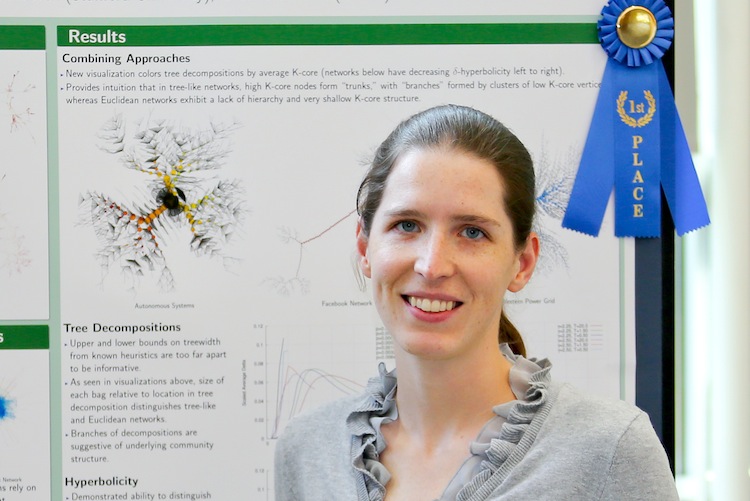 Results
Combining Approaches
New visualization colors tree decompositions by average K-core (networks below have decreasing δ-hyperbolicity left to right).
Provides intuition that in tree-like networks, high K-core nodes form "trunks," with "branches" formed by clusters of low K-core
whereas Euclidean networks exhibit a lack of hierarchy and very shallow K-core structure.
1st
PLACE
Autonomous Systems
Facebook Network
Western Power Grid
Tree Decompositions
Upper and lower bounds on treewidth
from known heuristics are too far apart
to be informative.
As seen in visualizations above, size of
each bag relative to location in tree
decomposition distinguishes tree-like
and Euclidean networks.
Branches of decompositions are
suggestive of underlying community
structure.
Hyperbolicity
Demonstrated ability to distinguish
Network
ns rely on